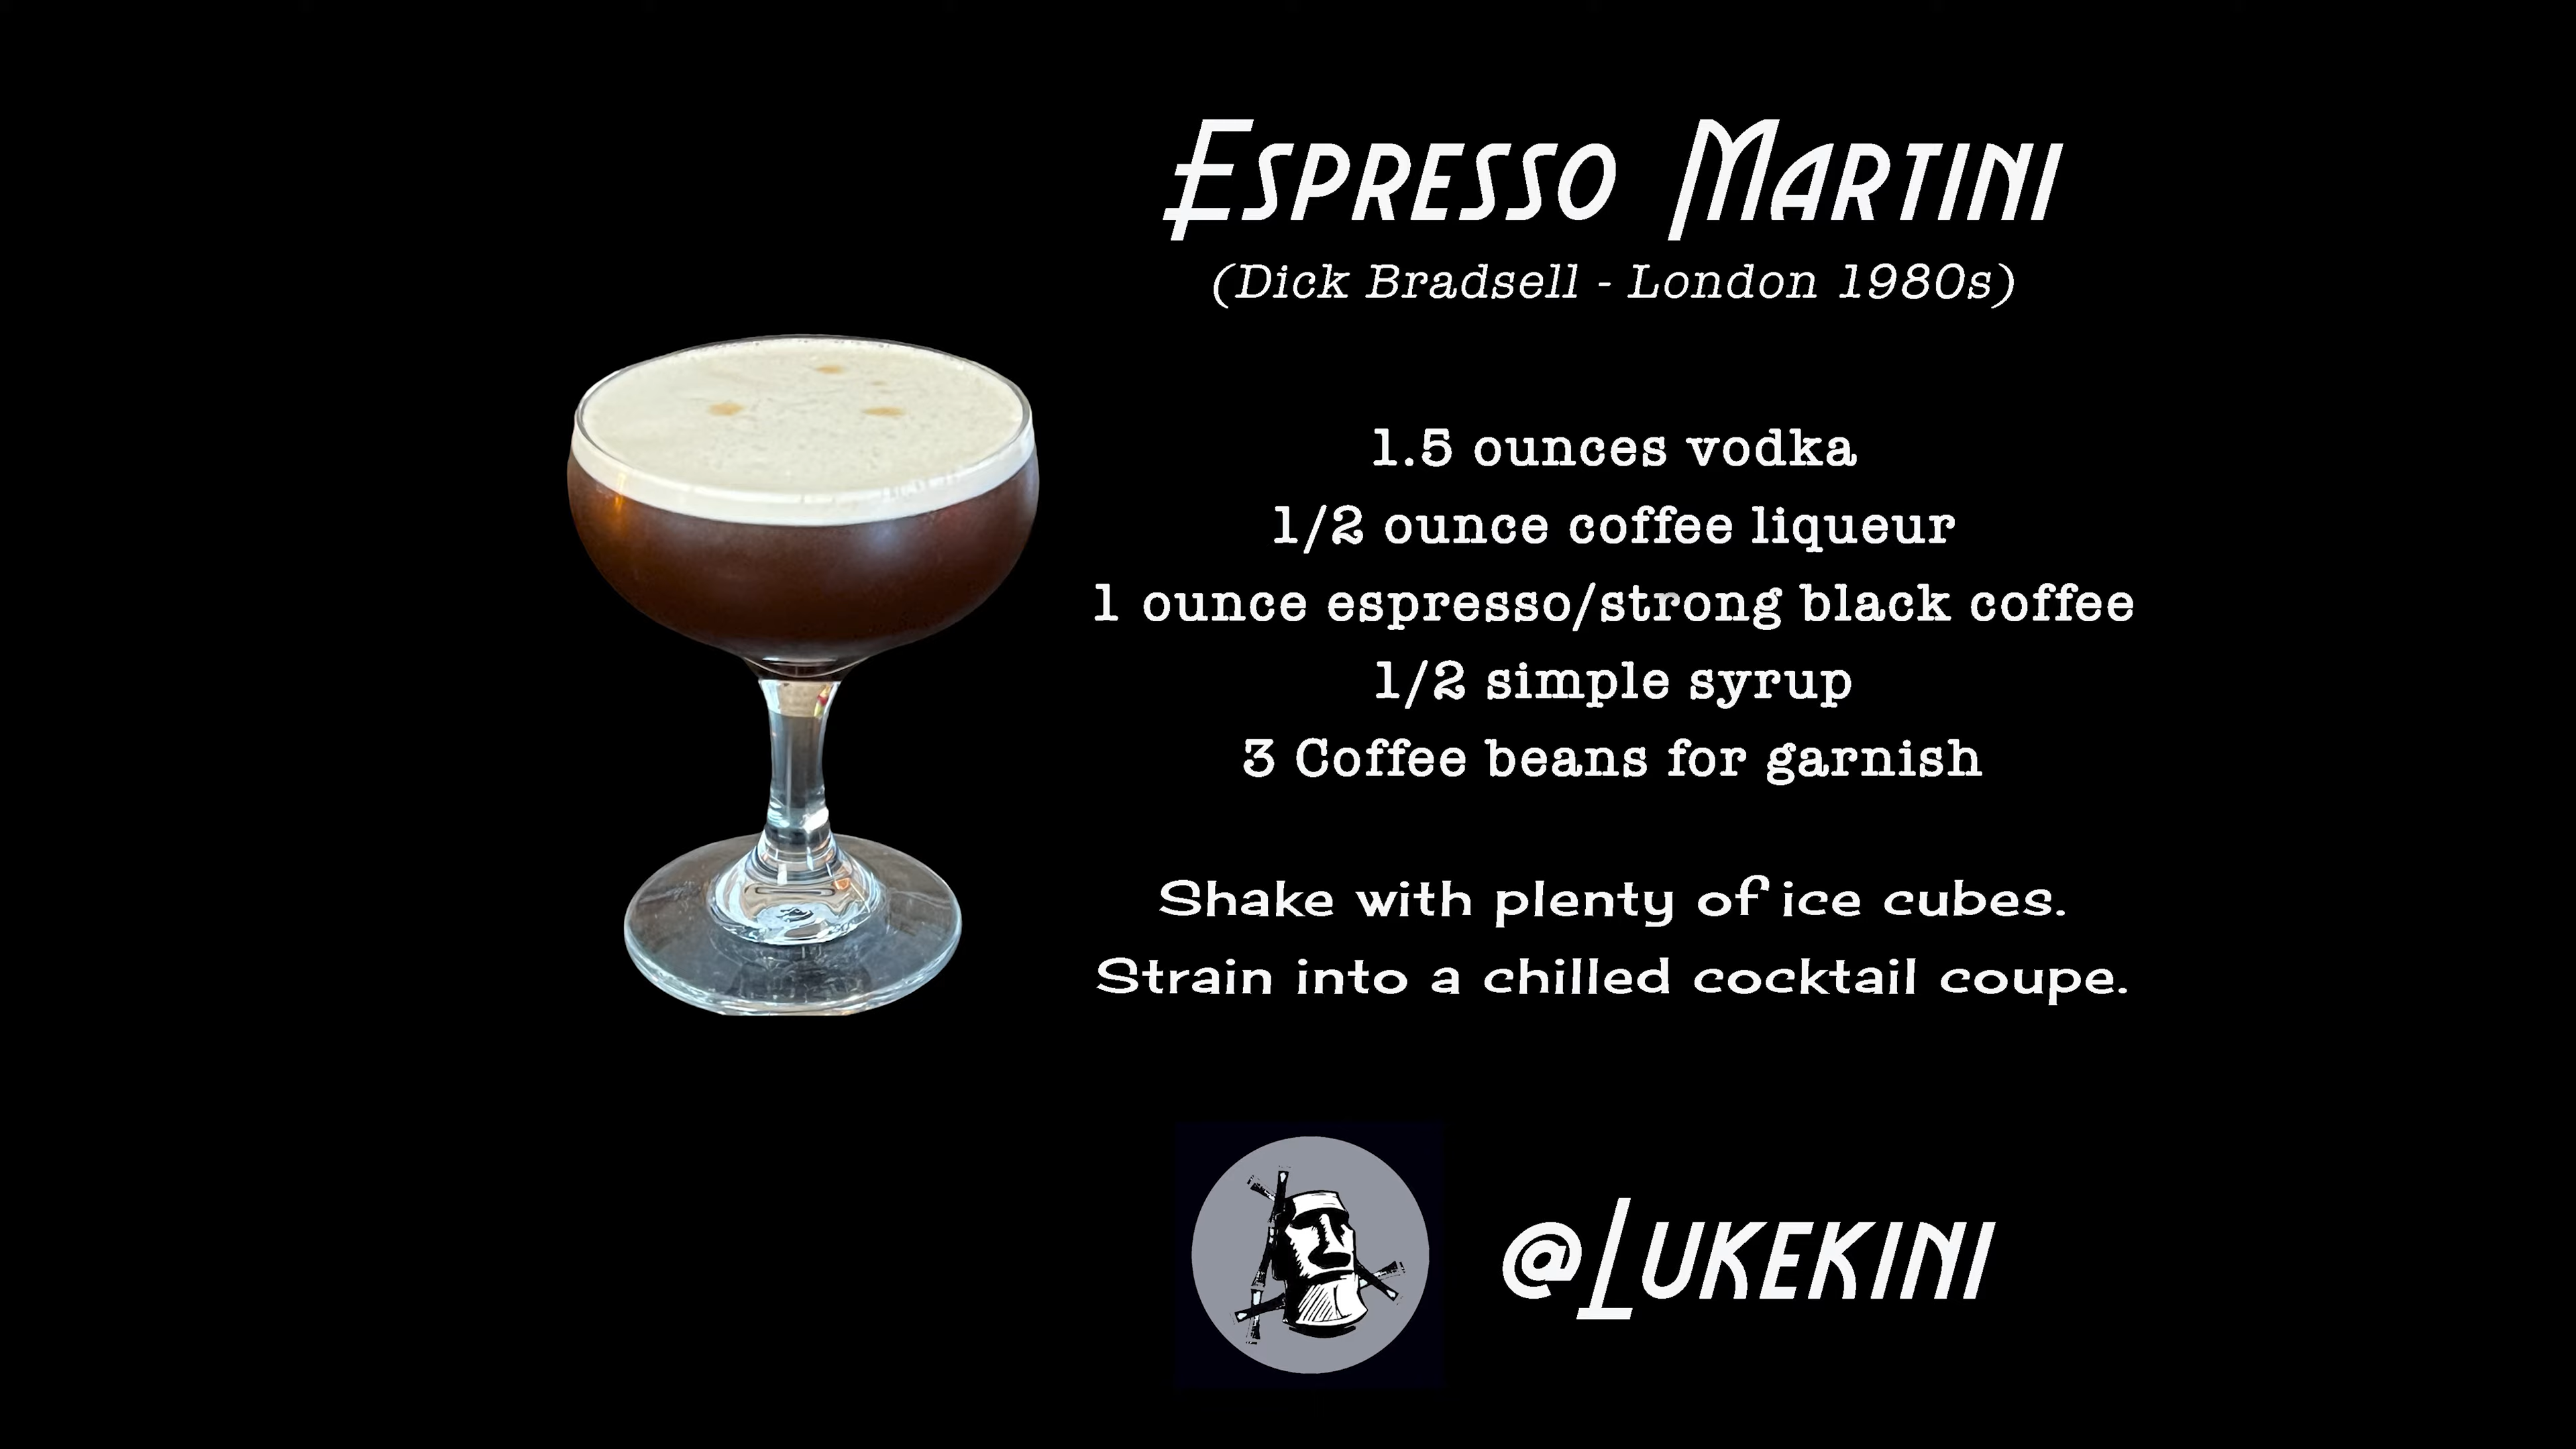 Espresso Martini
(Dick Bradsell - London 1980s)
1.5 ounces vodka
1/2 ounce coffee liqueur
1 ounce espresso/strong black coffee
1/2 simple syrup
3 Coffee beans for garnish
Shake with plenty of ice cubes.
Strain into a chilled cocktail coupe.
@Lukekini